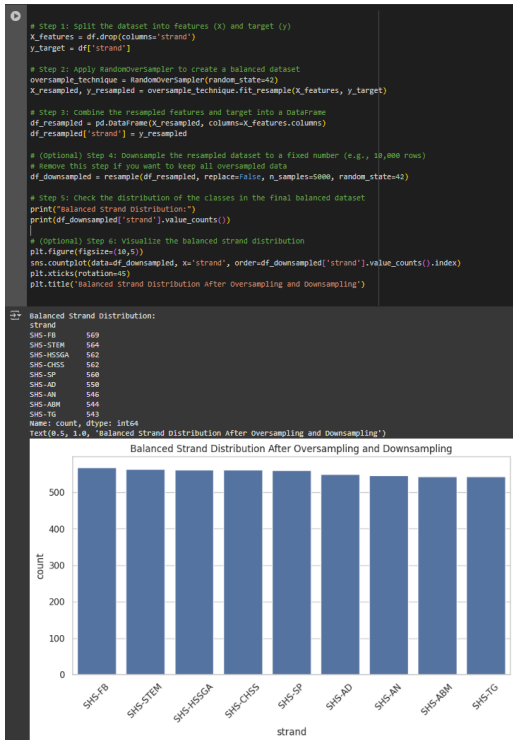 # Step 1: Split the dataset into features (X) and target (y)
X_features = df.drop(columns='strand')
y_target = df['strand']
# Step 2: Apply RandomOverSampler to create a balanced dataset
oversample_technique = RandomOverSampler(random_state=42)
X_resampled, y_resampled = oversample_technique.fit_resample(X_features, y_target)
# Step 3: Combine the resampled features and target into a DataFrame
df_resampled = pd.DataFrame(X_resampled, columns=X_features.columns)
df_resampled['strand'] = y_resampled
# (Optional) Step 4: Downsample the resampled dataset to a fixed number (e.g., 10,000 rows)
# Remove this step if you want to keep all oversampled data
df_downsampled = resample(df_resampled, replace=False, n_samples=5000, random_state=42)
# Step 5: Check the distribution of the classes in the final balanced dataset
print("Balanced Strand Distribution:")
print(df_downsampled['strand'].value_counts())
# (Optional) Step 6: Visualize the balanced strand distribution
plt.figure(figsize=(10,5))
sns.countplot(data=df_downsampled, x='strand', order=df_downsampled['strand'].value_counts().index)
plt.xticks(rotation=45)
plt.title('Balanced Strand Distribution After Oversampling and Downsampling')
Balanced Strand Distribution:
strand
SHS-FB 569
SHS-STEM 564
SHS-HSSGA 562
SHS-CHSS 562
SHS-SP 560
SHS-AD 550
SHS-AN 546
SHS-ABM 544
SHS-TG 543
Name: count, dtype: int64
Text(0.5, 1.0, 'Balanced Strand Distribution After Oversampling and Downsampling')
Balanced Strand Distribution After Oversampling and Downsampling
500
400
300
200
100
0
count
SHS-FB
SHS-STEM
SHS-HSSGA
SHS-CHSS
SHS-SP
SHS-AD
SHS-AN
SHS-ABM
SHS-TG
strand